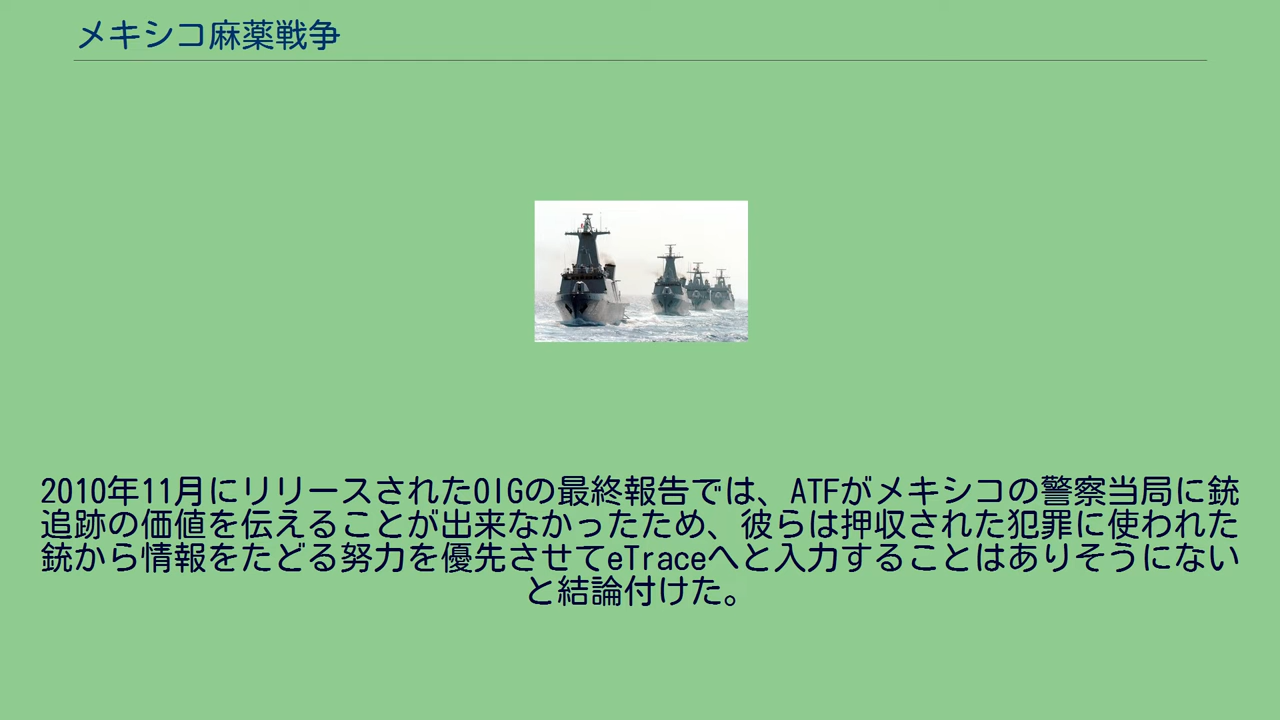 メキシコ麻薬戦争
2010年11月にリリースされたOIGの最終報告では、ATFがメキシコの警察当局に銃
追跡の価値を伝えることが出来なかったため、彼らは押収された犯罪に使われた
銃から情報をたどる努力を優先させてeTraceへと入力することはありそうにない
と結論付けた。